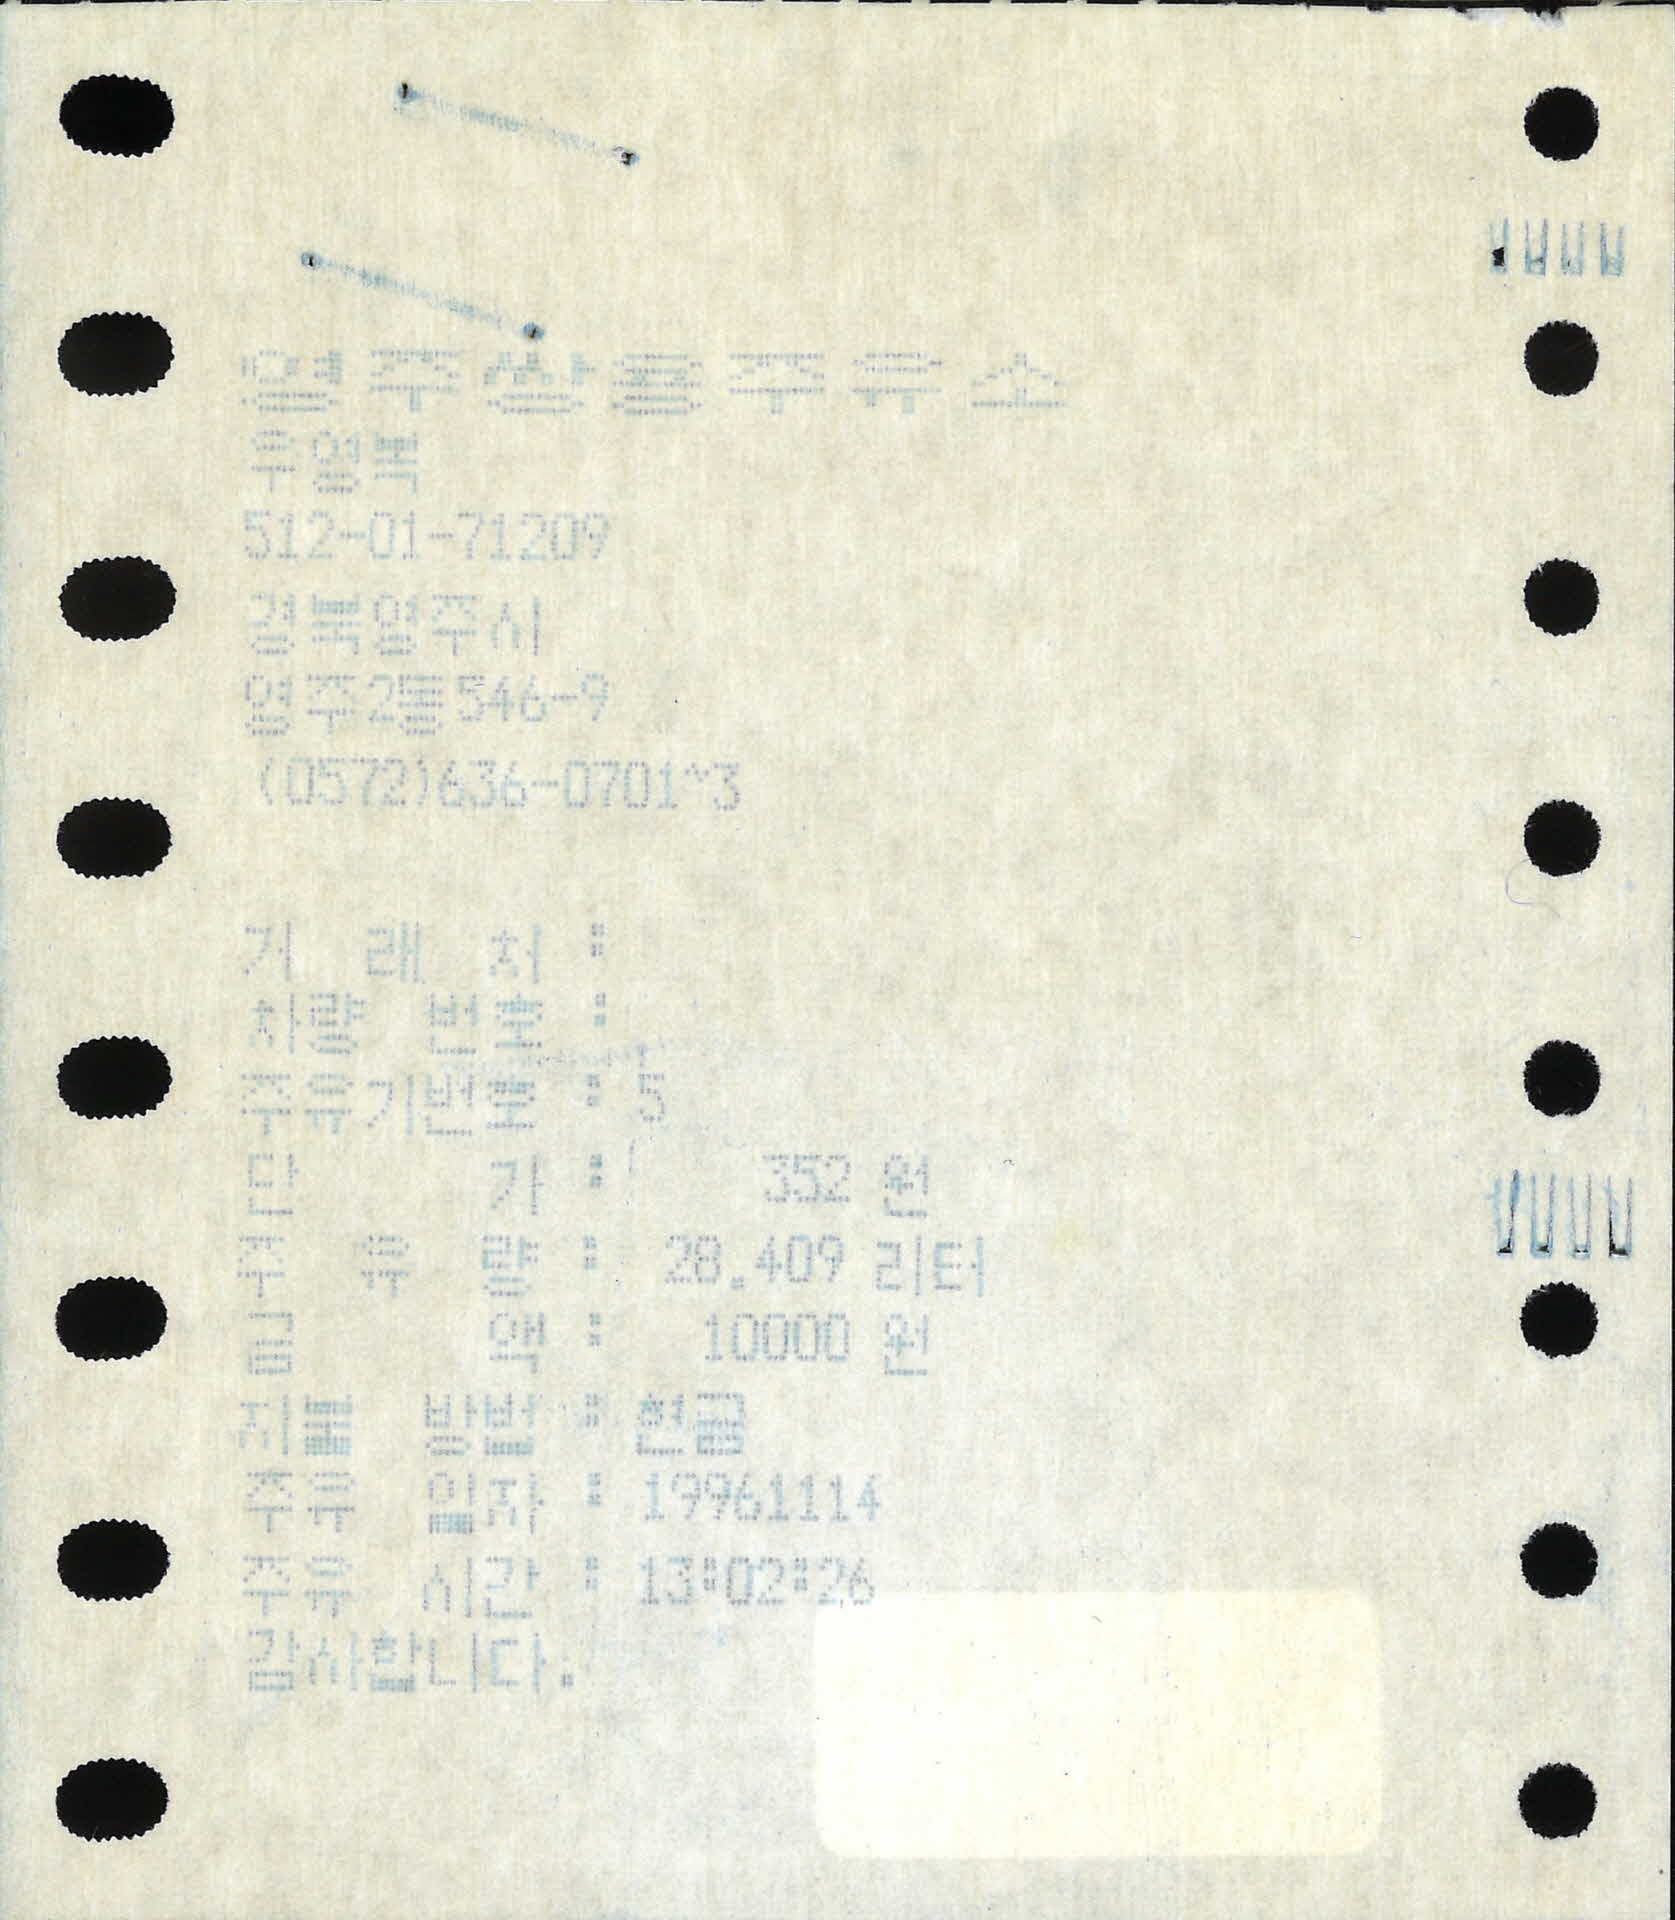 영주쌍용주유소
우영복
512-01-71209
경북영주시
영주2동546-9
(0572)636-0701~3
거 래 처 :
차량 번호 :
주유기번호 : 5
단 가 : 352 원
주 유 량 : 28.409 리터
금 액 : 10000 원
지불 방법 : 현금
주유 일자 : 19961114
주유 시간 : 13:02:26
감사합니다.